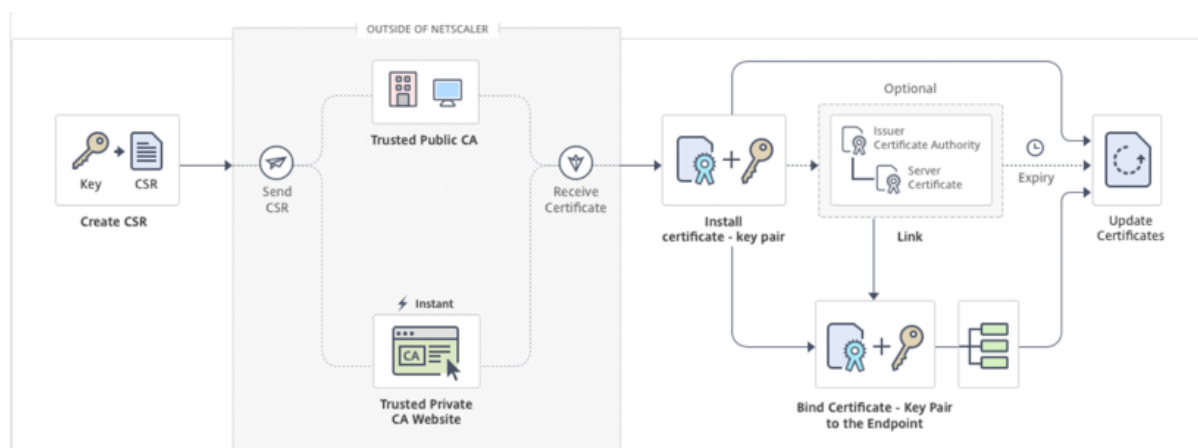 OUTSIDE OF NETSCALER
Key
CSR
Create CSR
Send
CSR
Trusted Public CA
Instant
CA
Trusted Private
CA Website
Receive
Certificate
Install
certificate - key pair
Optional
Issuer
Certificate Authority
Server
Certificate
Link
Expiry
Update
Certificates
Bind Certificate - Key Pair
to the Endpoint